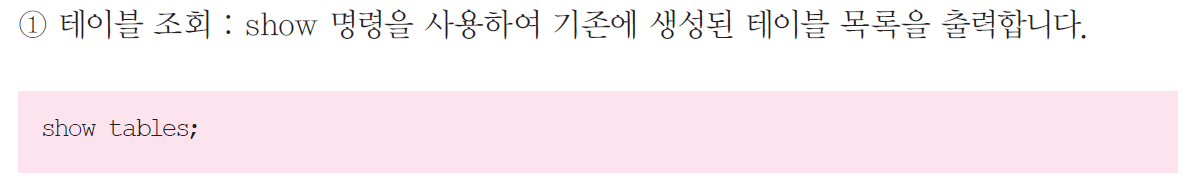 ① 테이블 조회 : show 명령을 사용하여 기존에 생성된 테이블 목록을 출력합니다.
show tables;